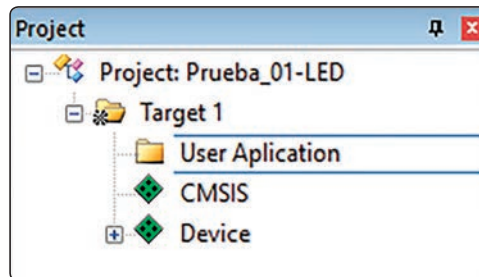 Project
Project: Prueba_01-LED
Target 1
User Aplication
CMSIS
Device